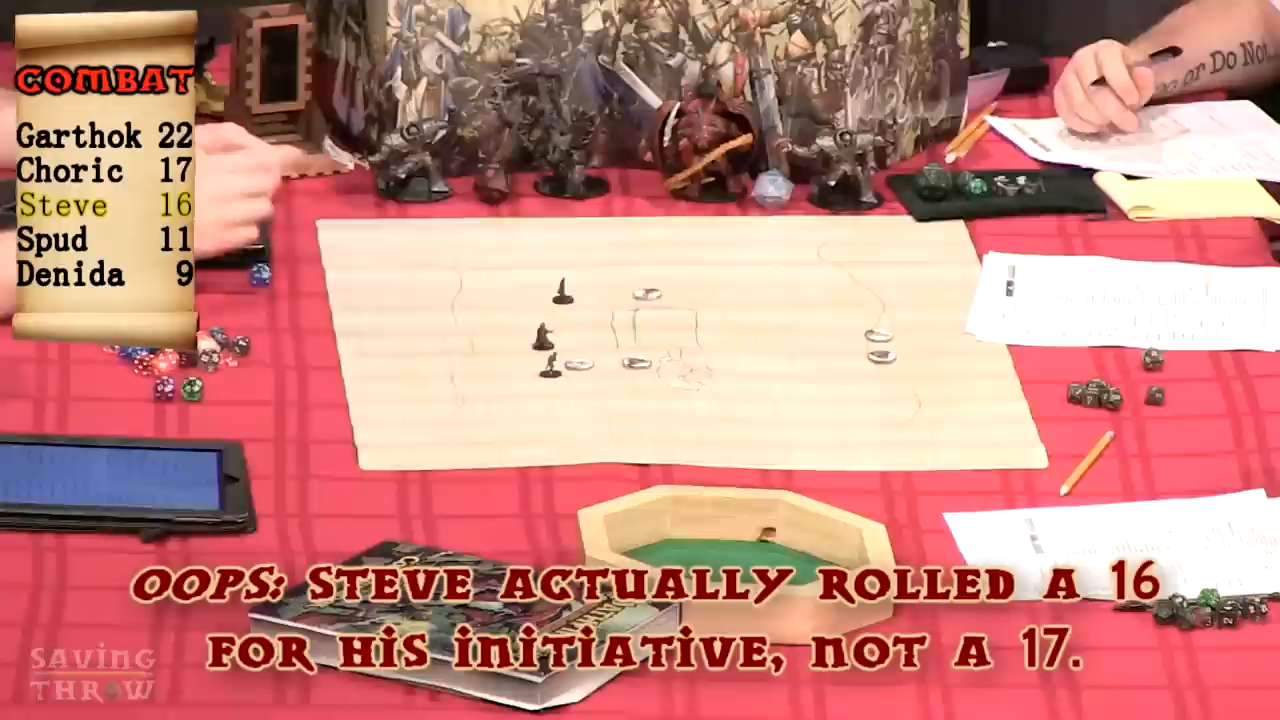 COMBAT
Garthok 22
Choric 17
Steve 16
Spud 11
Denida 9
or Do Not
OOPS: STEVE ACTUALLY ROLLED A 16
FOR HIS INITIATIVE, NOT A 17.
SAVING
THROW